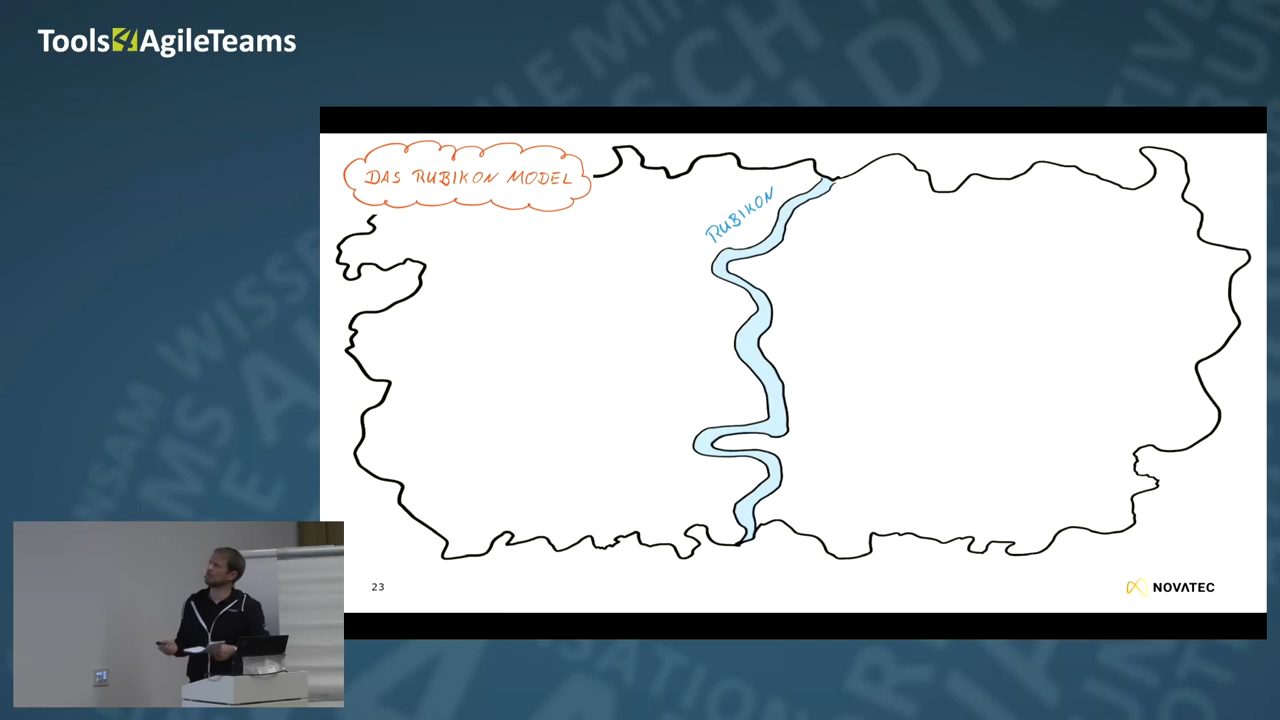 Tools4AgileTeams
DAS RUBIKON MODEL
RUBIKON
23
NOVATEC